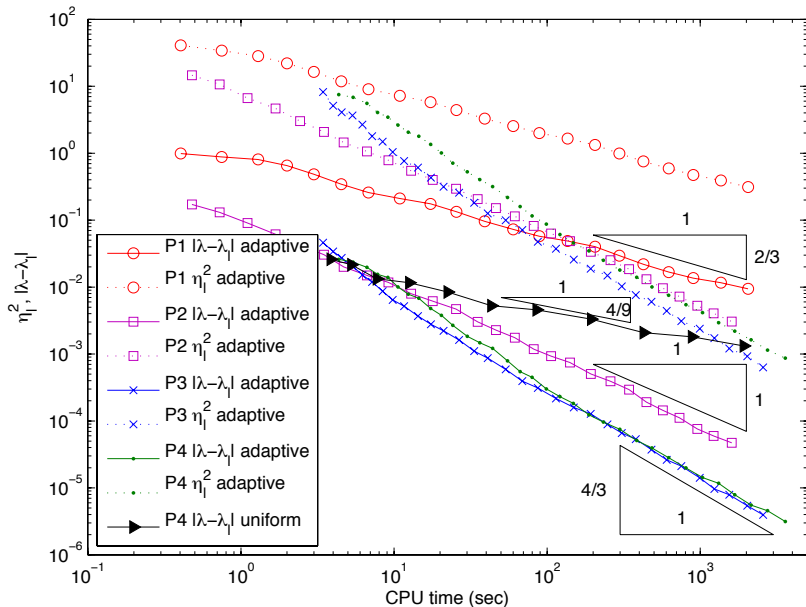 10^2
10^1
10^0
10^−1
10^−2
10^−3
10^−4
10^−5
10^−6
η_l^2, |λ−λ_l|
P1 |λ−λ_l| adaptive
P1 η_l^2 adaptive
P2 |λ−λ_l| adaptive
P2 η_l^2 adaptive
P3 |λ−λ_l| adaptive
P3 η_l^2 adaptive
P4 |λ−λ_l| adaptive
P4 η_l^2 adaptive
P4 |λ−λ_l| uniform
1
2/3
1
4/9
1
1
4/3
1
10^−1
10^0
10^1
10^2
10^3
CPU time (sec)